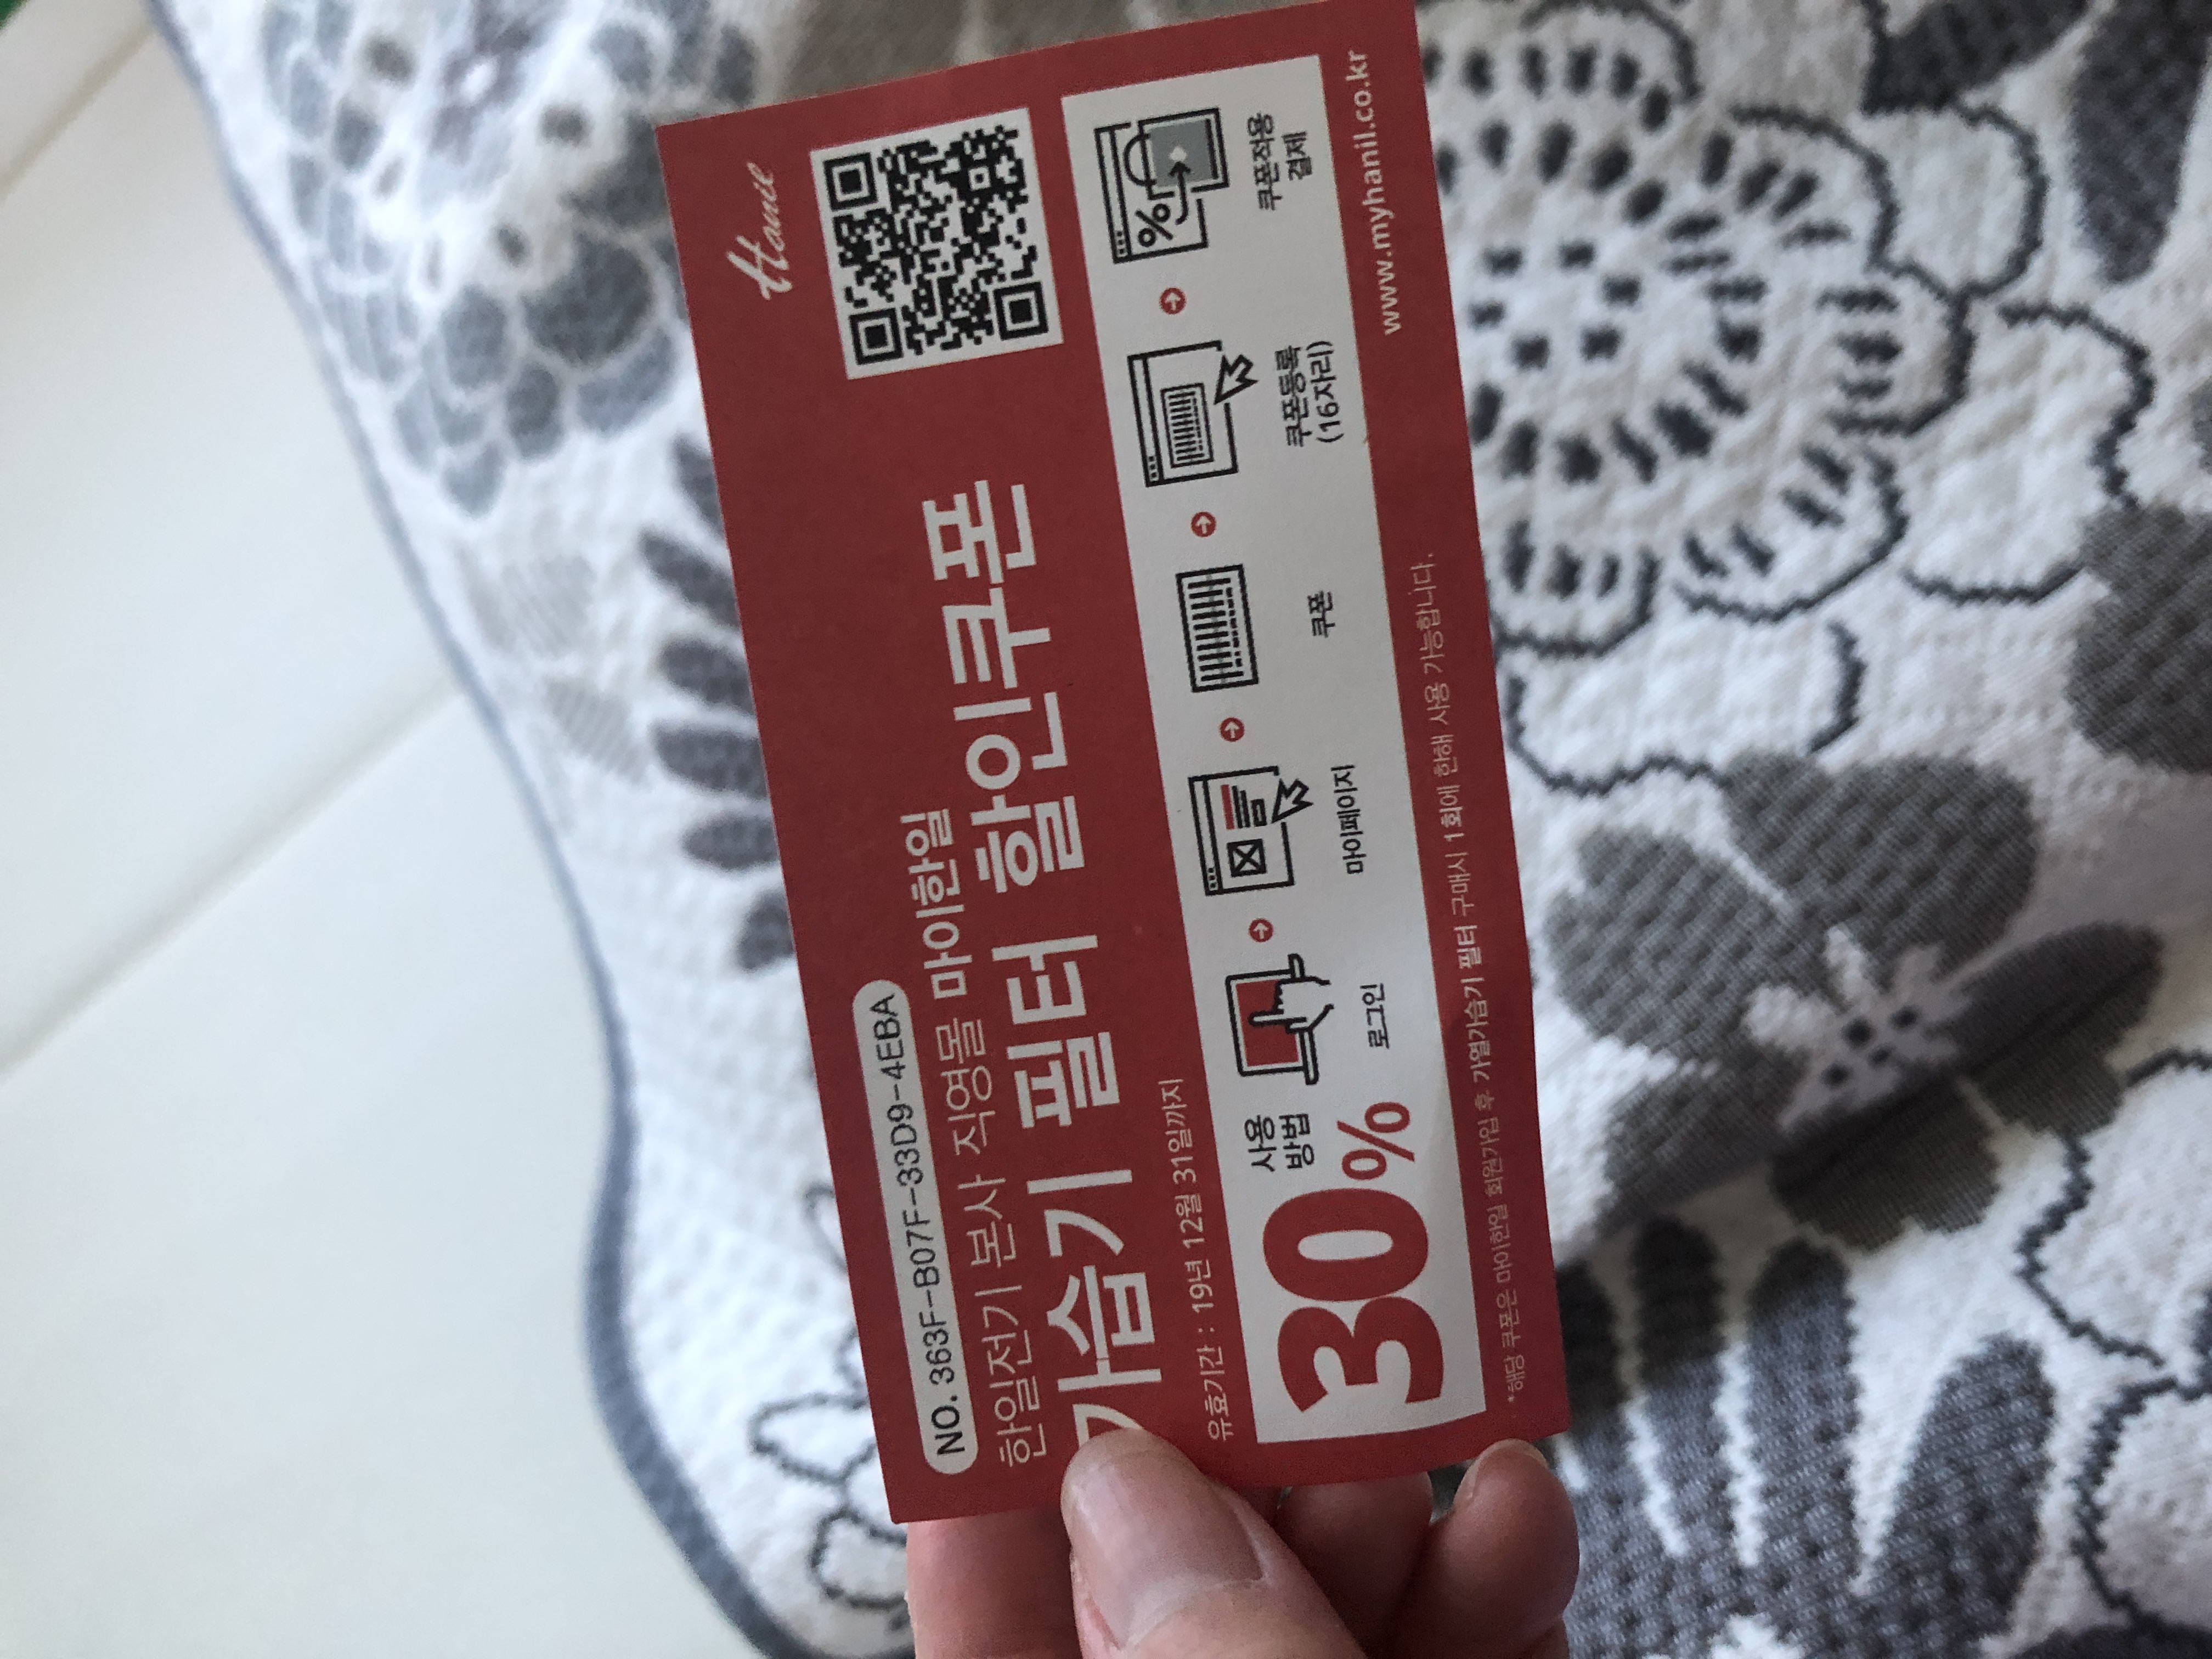 Hanil
NO. 363F-B07F-33D9-4EBA
한일전기 본사 직영몰 마이한일
가습기 필터 할인쿠폰
유효기간 : 19년 12월 31일까지
30%
사용
방법
로그인
마이페이지
쿠폰
쿠폰등록
(16자리)
%
쿠폰적용
결제
*해당 쿠폰은 마이한일 회원가입 후 가열가습기 필터 구매시 1회에 한해 사용 가능합니다.
www.myhanil.co.kr